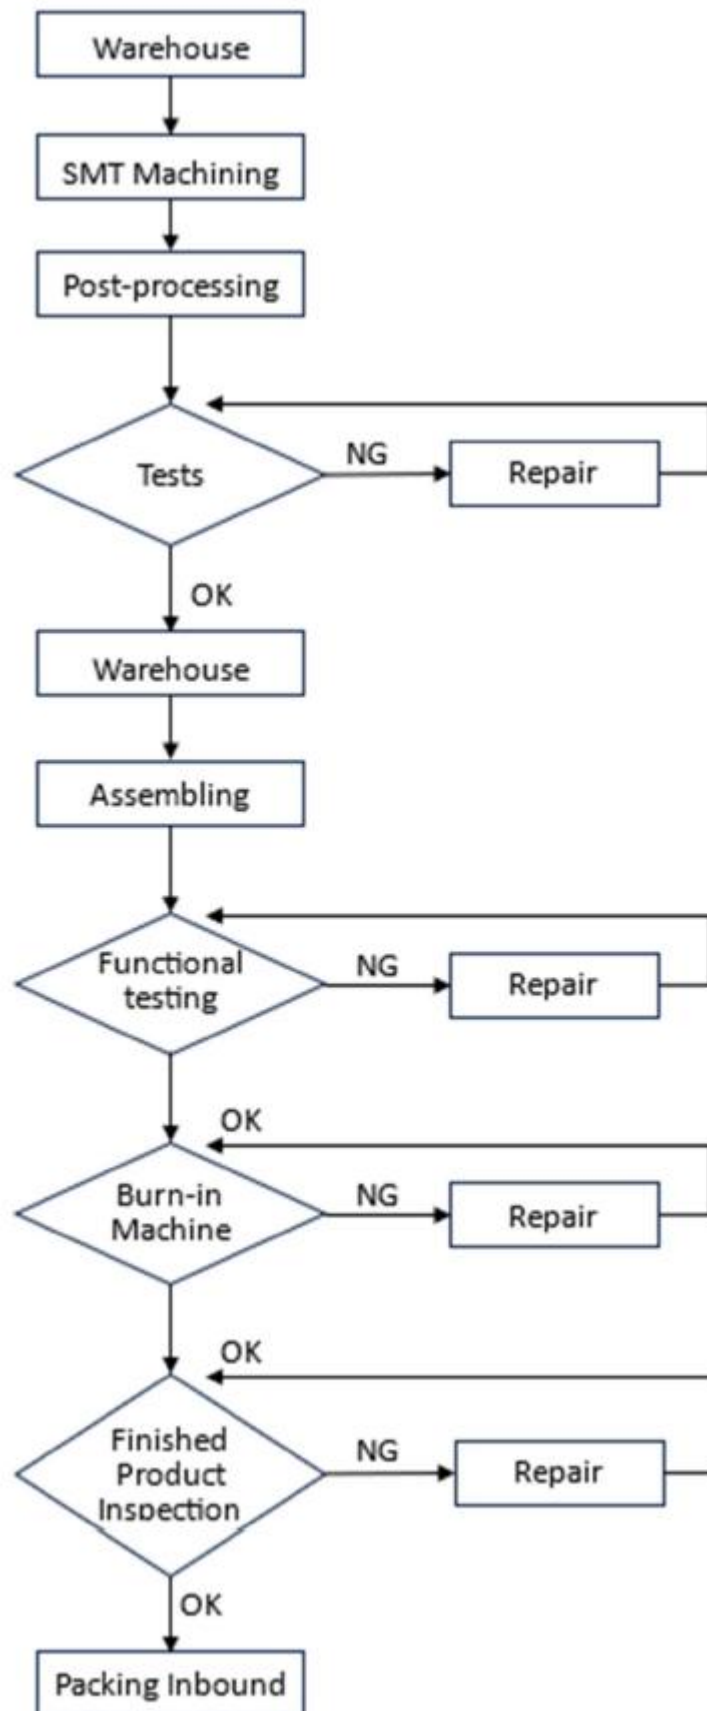 Warehouse
SMT Machining
Post-processing
Tests
NG
Repair
OK
Warehouse
Assembling
Functional
testing
NG
Repair
OK
Burn-in
Machine
NG
Repair
OK
Finished
Product
Inspection
NG
Repair
OK
Packing Inbound